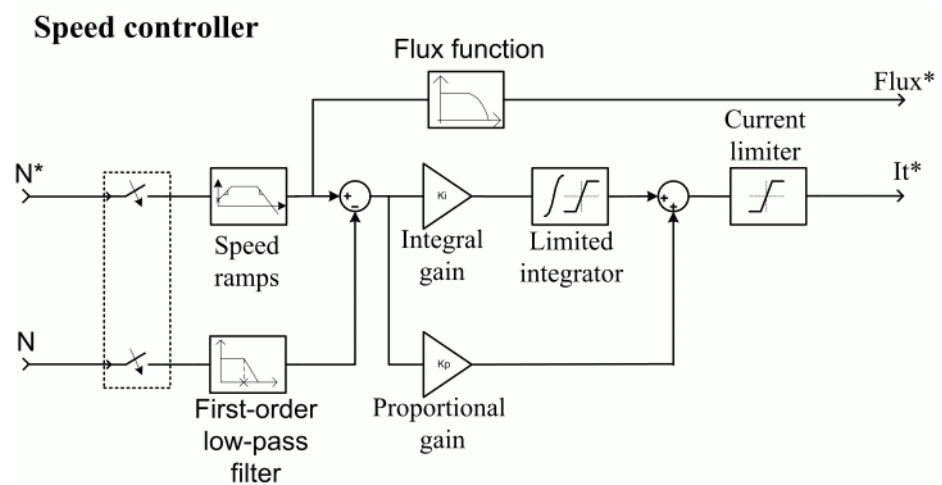 Speed controller
Flux function
Flux*
Current
limiter
N*
It*
Ki
Speed
ramps
Integral
gain
Limited
integrator
N
Kp
First-order
low-pass
filter
Proportional
gain